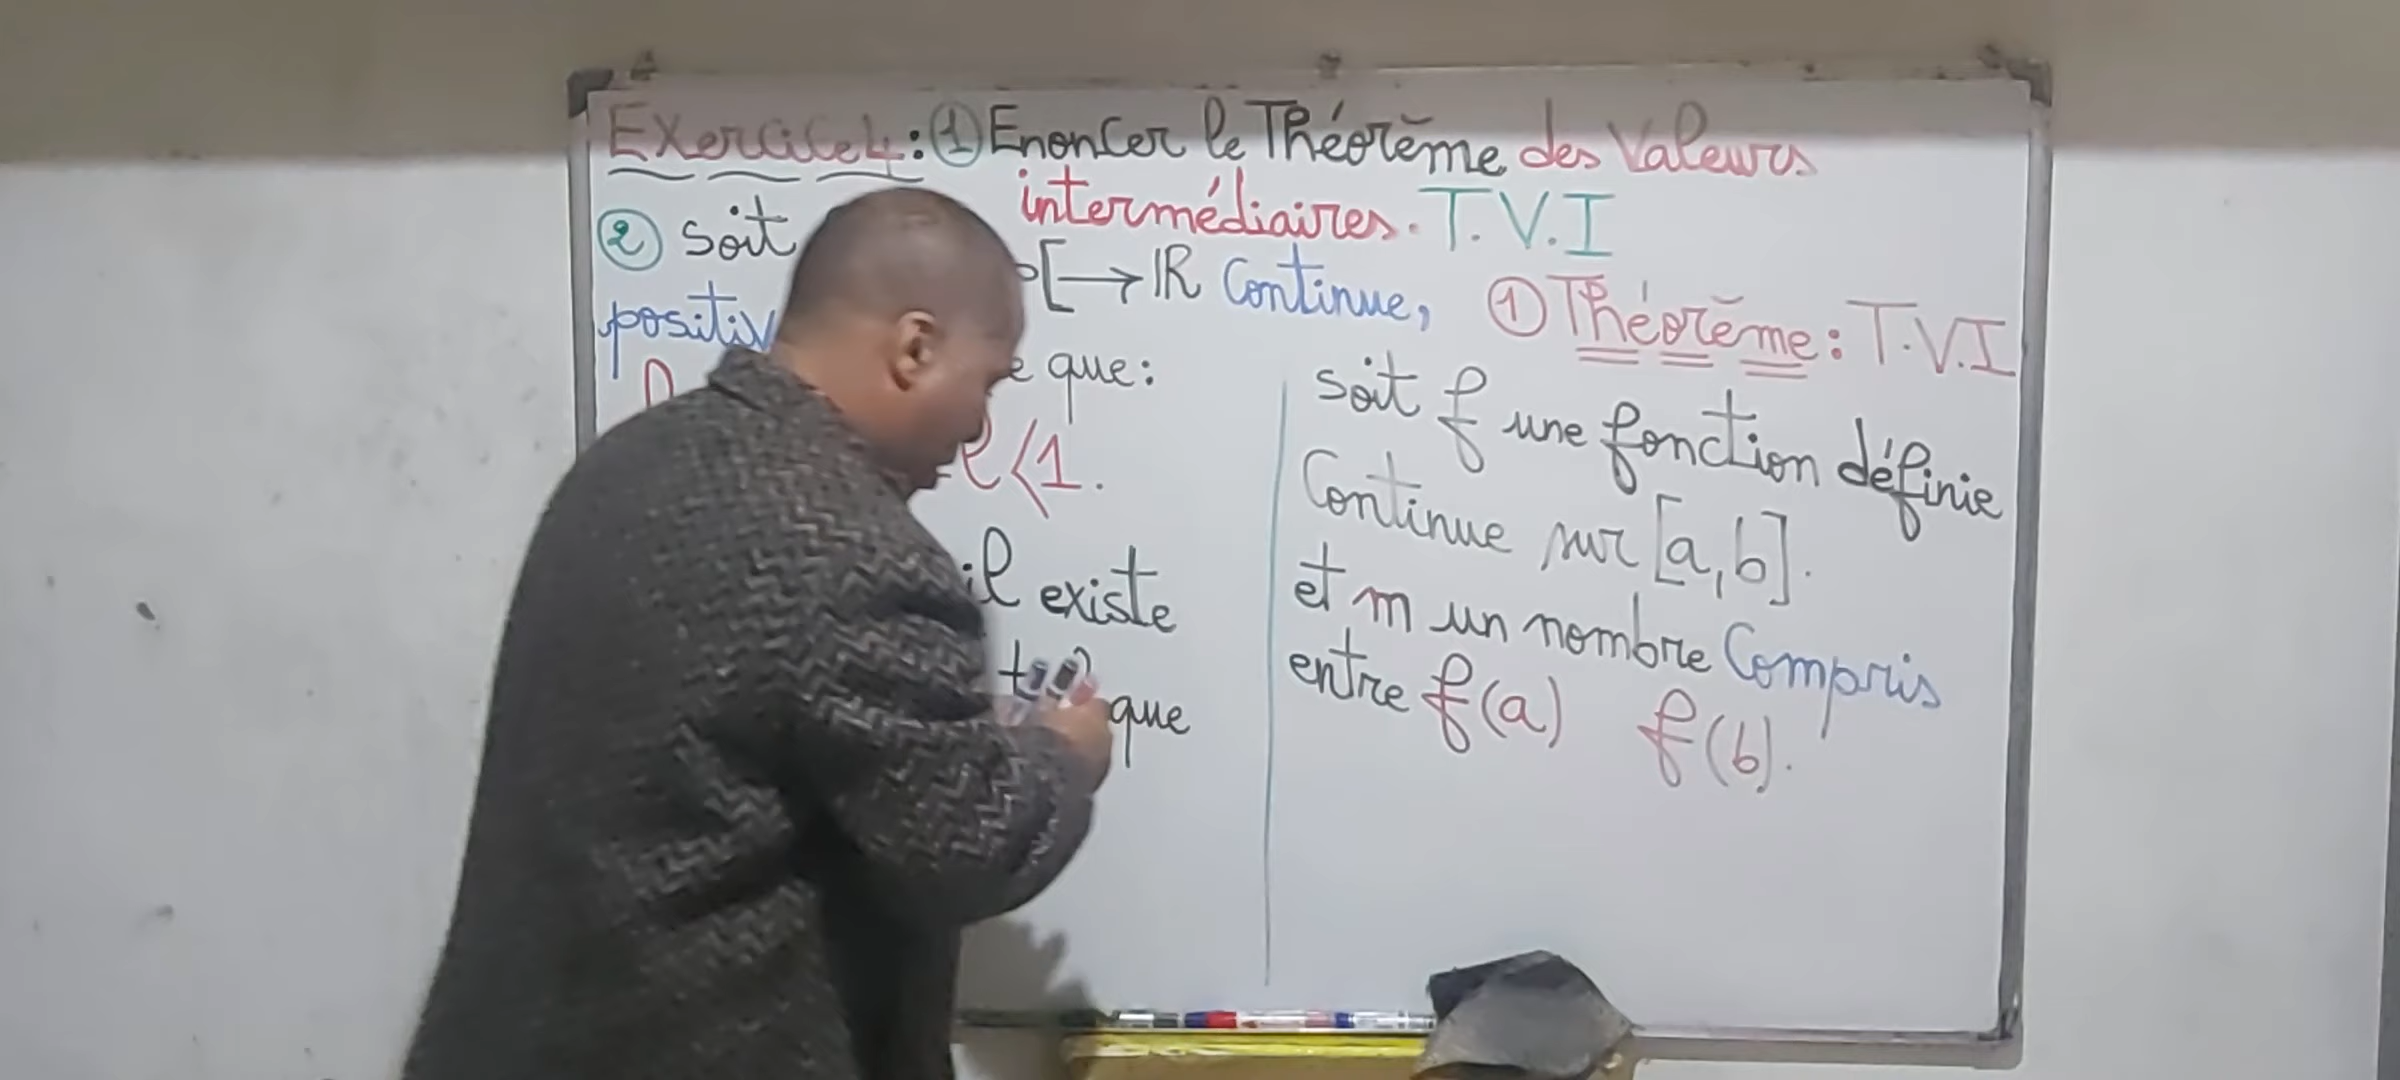 Exercice4: ① Enoncer le Théorème des Valeurs
intermédiaires. T.V.I
② soit [→ IR Continue,
positiv
e que:
ℓ<1.
il existe
que
① Théorème: T.V.I
soit f une fonction définie
Continue sur [a,b].
et m un nombre Compris
entre f(a) f(b).